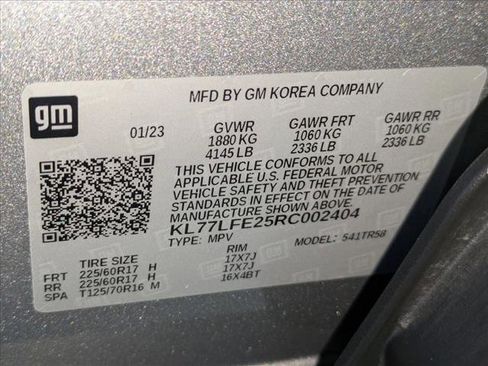 gm
MFD BY GM KOREA COMPANY
01/23 GVWR GAWR FRT GAWR RR
1880 KG 1060 KG 1060 KG
4145 LB 2336 LB 2336 LB
THIS VEHICLE CONFORMS TO ALL
APPLICABLE U.S. FEDERAL MOTOR
VEHICLE SAFETY AND THEFT PREVENTION
STANDARDS IN EFFECT ON THE DATE OF
MANUFACTURE SHOWN ABOVE.
KL77LFE25RC002404
TYPE: MPV MODEL: 541TR58
TIRE SIZE RIM
FRT 225/60R17 H 17X7J
RR 225/60R17 H 17X7J
SPA T125/70R16 M 16X4BT